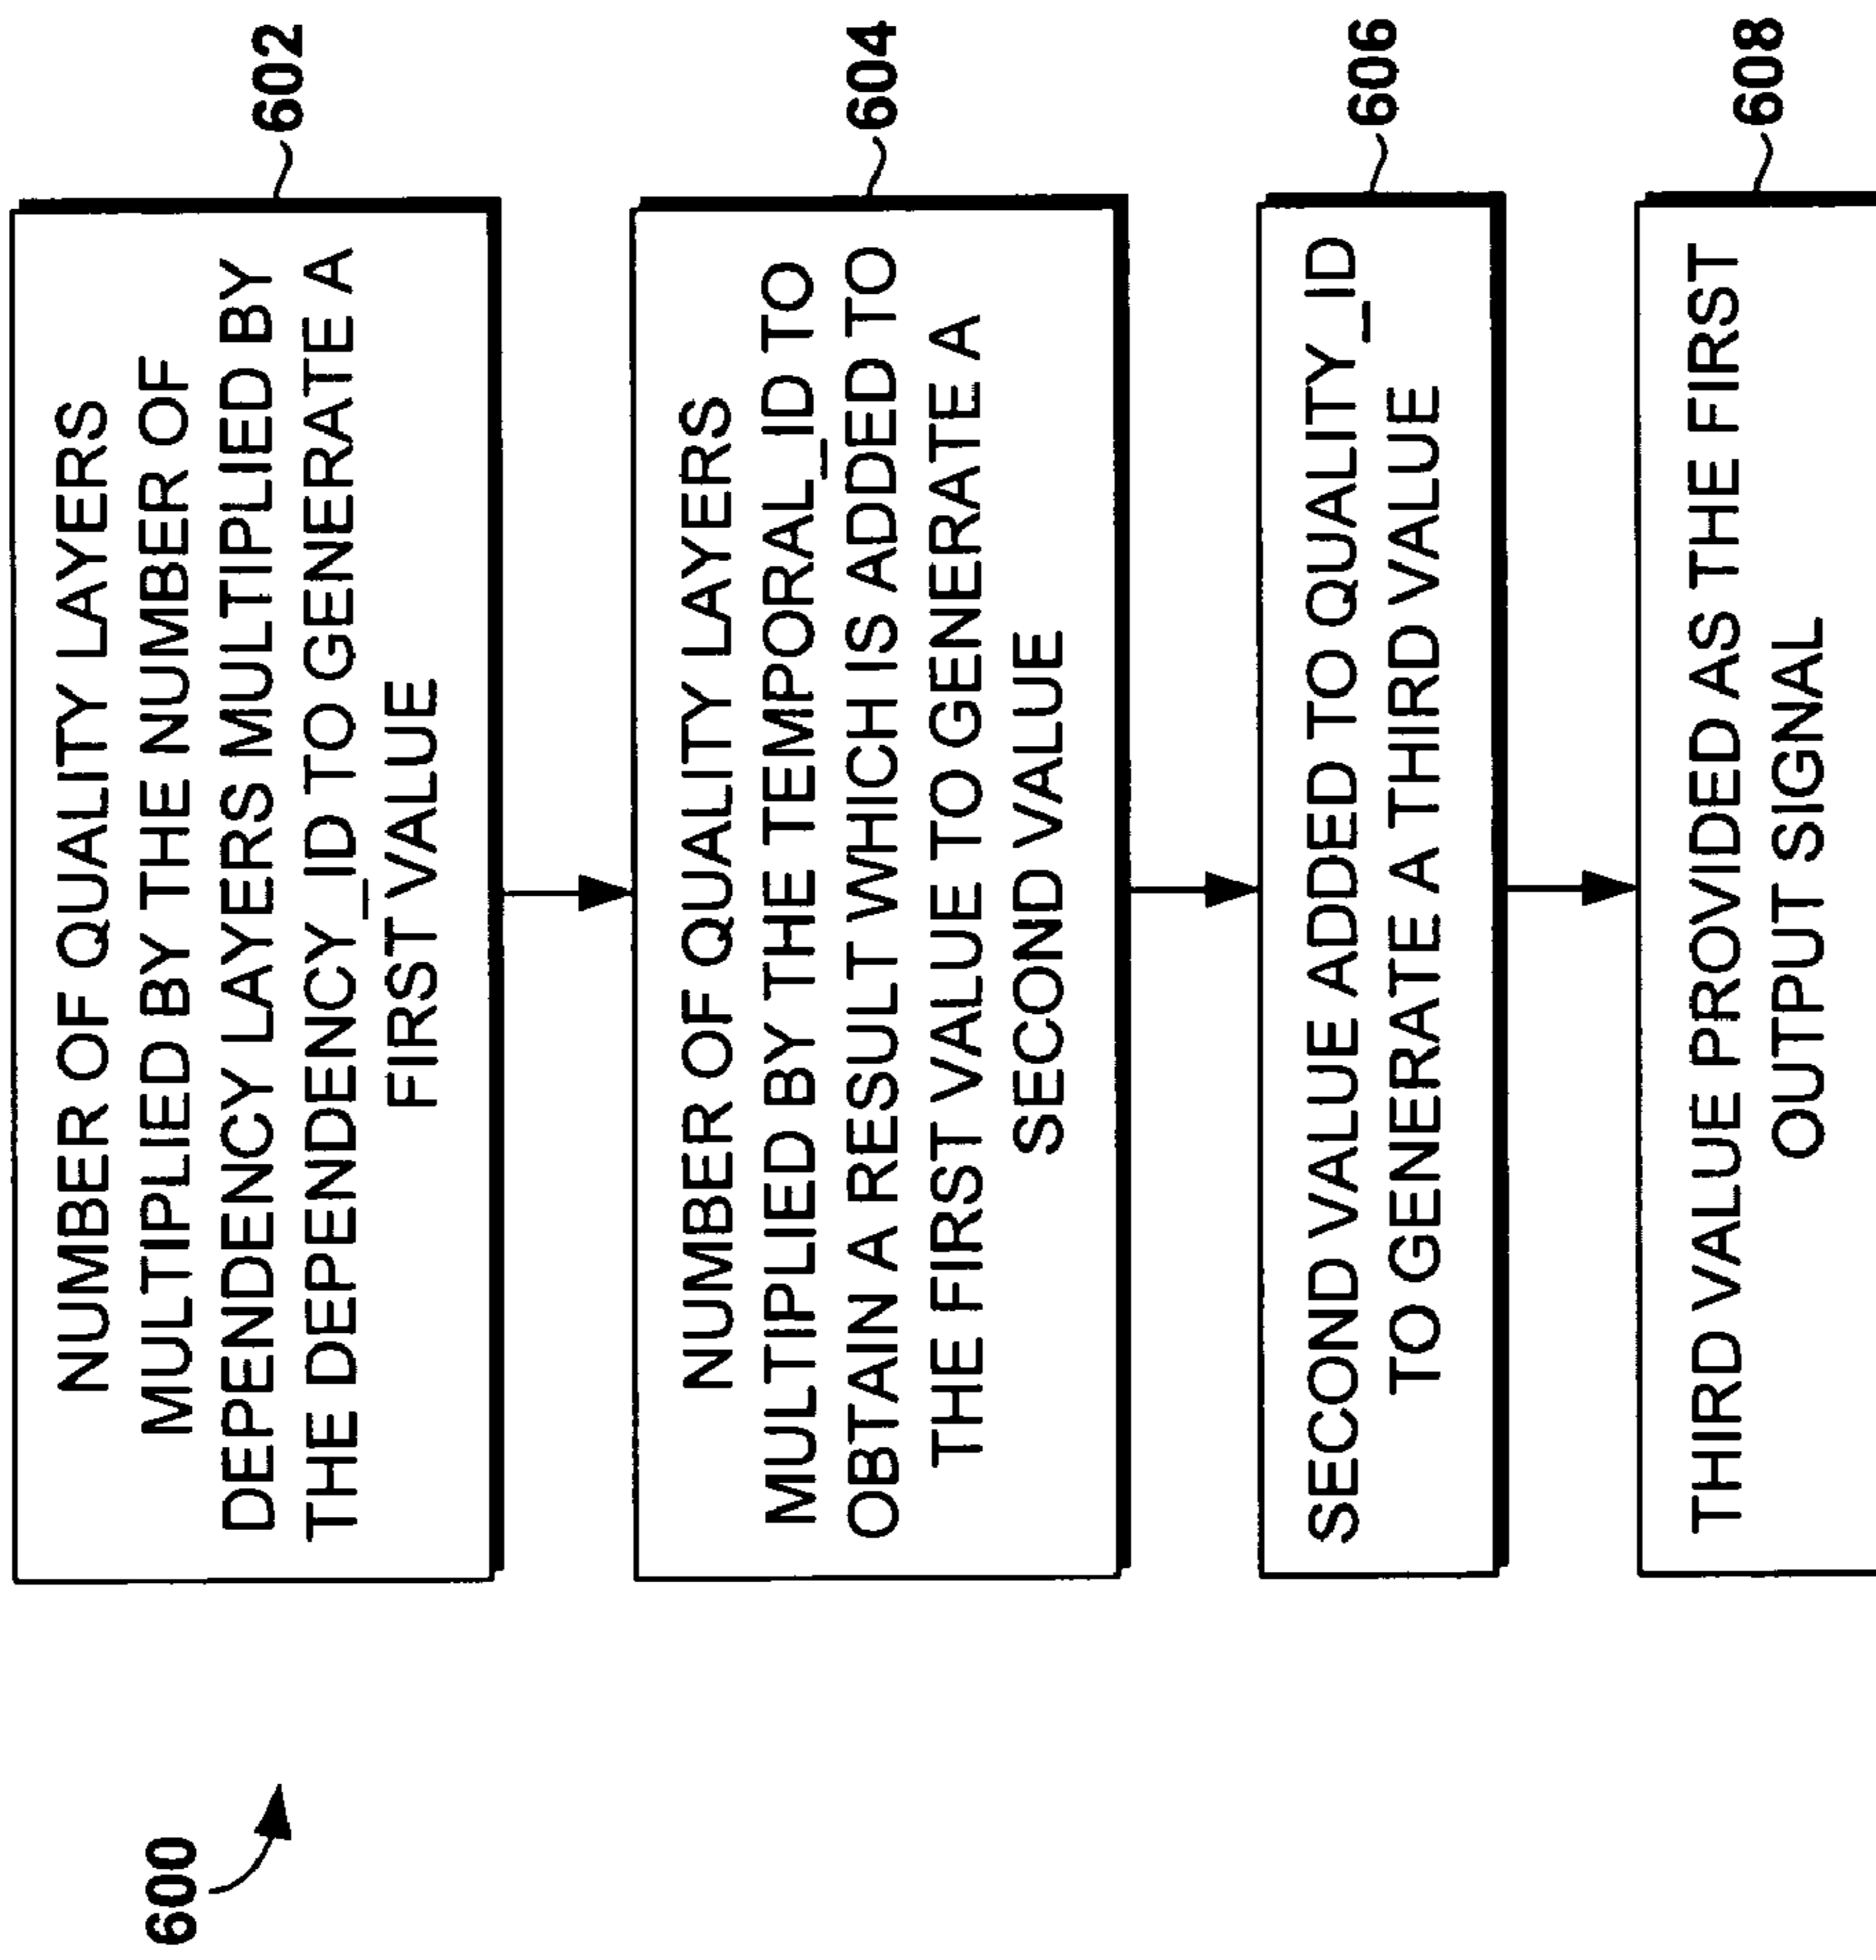 600
NUMBER OF QUALITY LAYERS
MULTIPLIED BY THE NUMBER OF
DEPENDENCY LAYERS MULTIPLIED BY
THE DEPENDENCY_ID TO GENERATE A
FIRST VALUE
602
NUMBER OF QUALITY LAYERS
MULTIPLIED BY THE TEMPORAL_ID TO
OBTAIN A RESULT WHICH IS ADDED TO
THE FIRST VALUE TO GENERATE A
SECOND VALUE
604
SECOND VALUE ADDED TO QUALITY_ID
TO GENERATE A THIRD VALUE
606
THIRD VALUE PROVIDED AS THE FIRST
OUTPUT SIGNAL
608